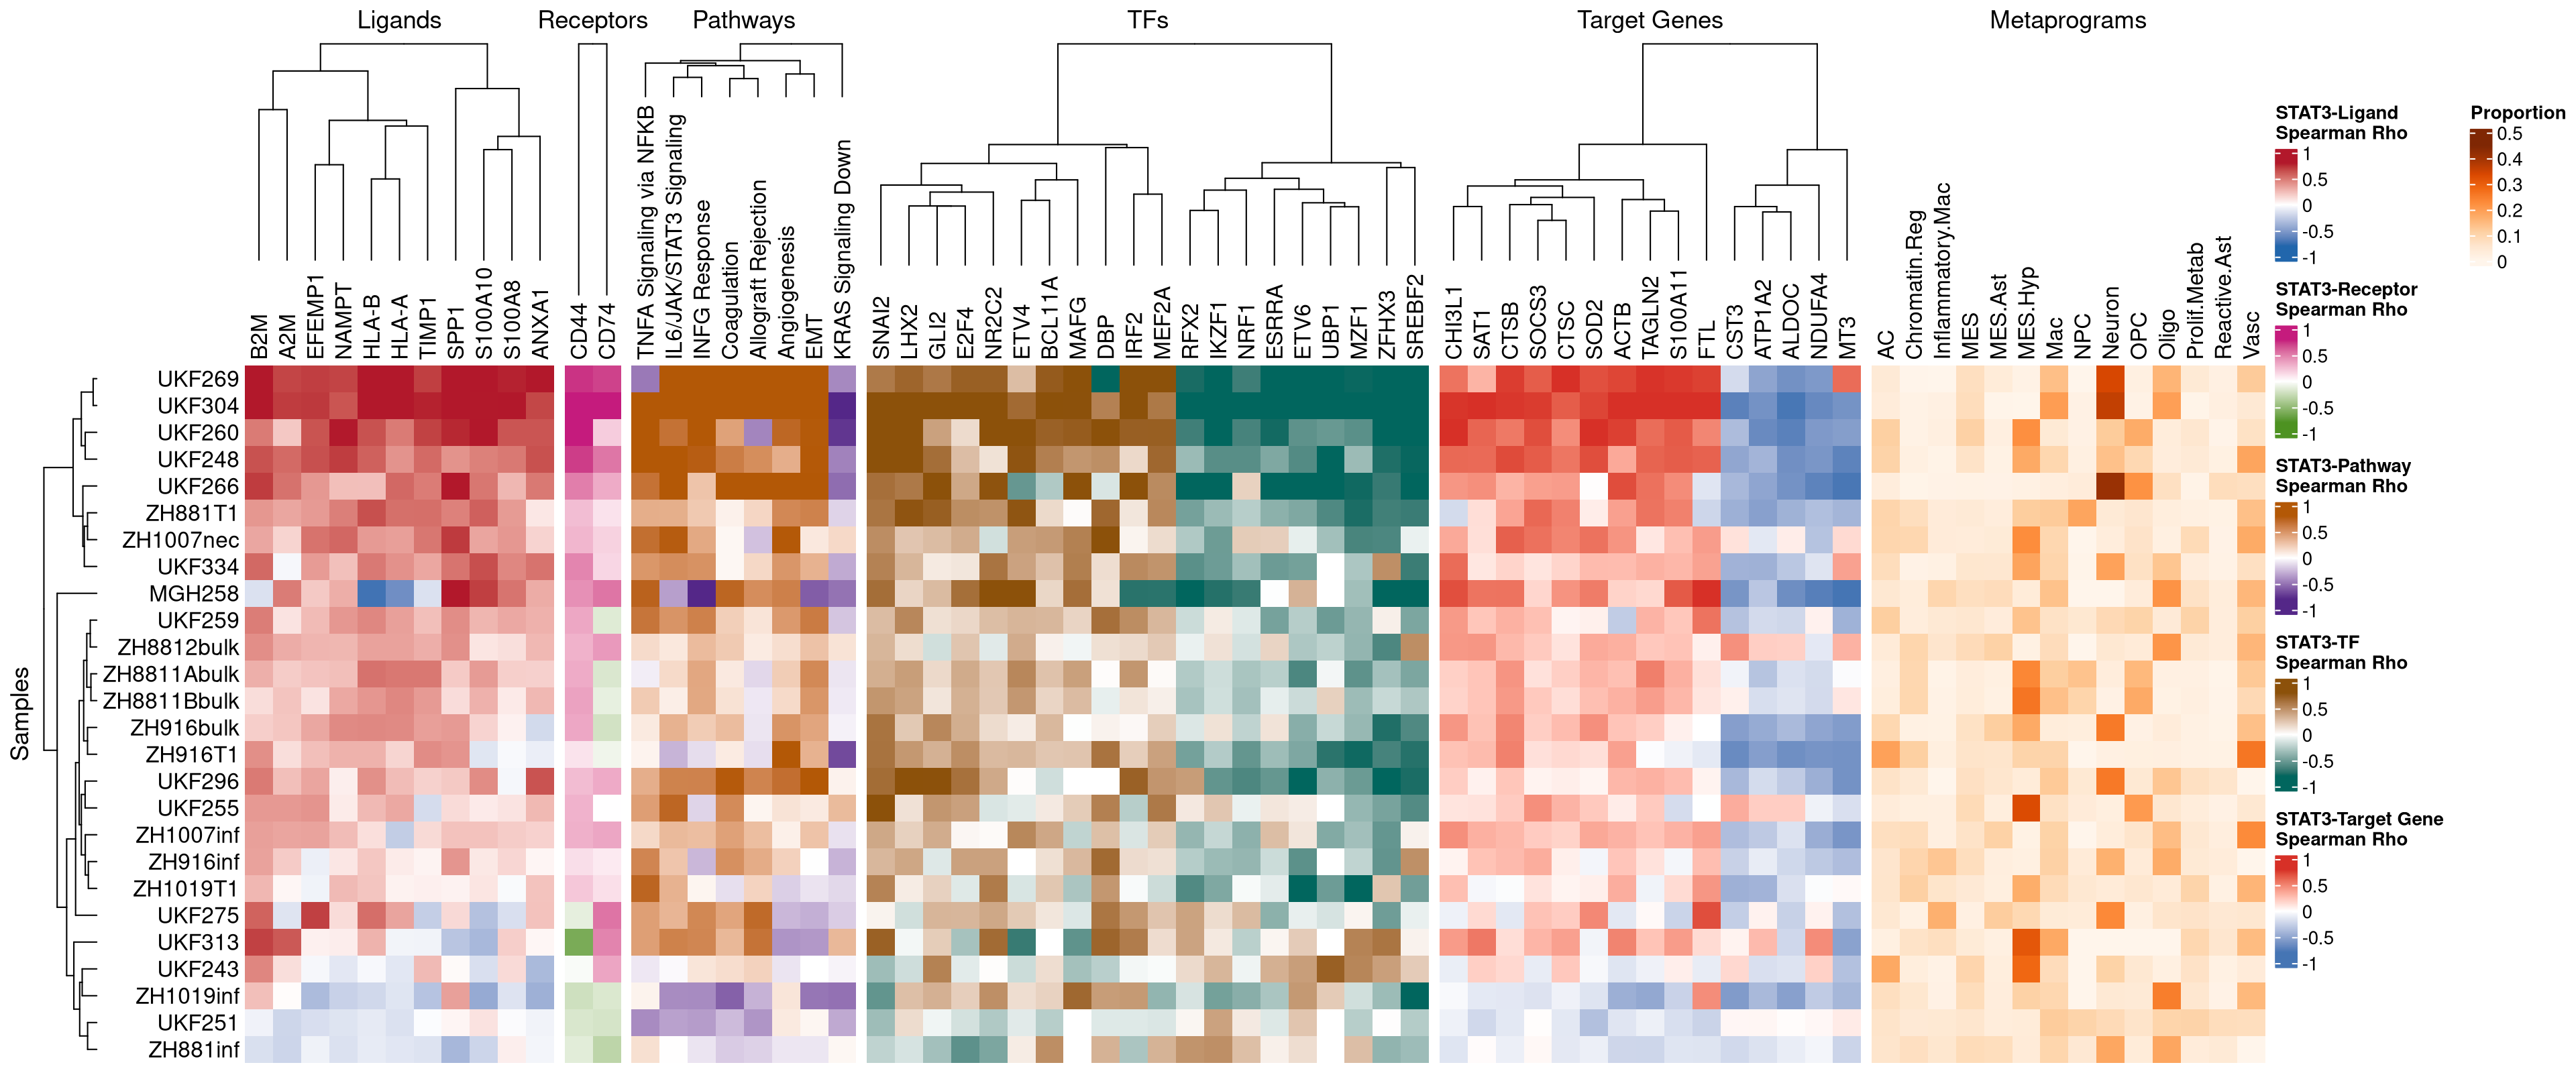 Ligands
Receptors
Pathways
TFs
Target Genes
Metaprograms
B2M
A2M
EFEMP1
NAMPT
HLA-B
HLA-A
TIMP1
SPP1
S100A10
S100A8
ANXA1
CD44
CD74
TNFA Signaling via NFKB
IL6/JAK/STAT3 Signaling
INFG Response
Coagulation
Allograft Rejection
Angiogenesis
EMT
KRAS Signaling Down
SNAI2
LHX2
GLI2
E2F4
NR2C2
ETV4
BCL11A
MAFG
DBP
IRF2
MEF2A
RFX2
IKZF1
NRF1
ESRRA
ETV6
UBP1
MZF1
ZFHX3
SREBF2
CHI3L1
SAT1
CTSB
SOCS3
CTSC
SOD2
ACTB
TAGLN2
S100A11
FTL
CST3
ATP1A2
ALDOC
NDUFA4
MT3
AC
Chromatin.Reg
Inflammatory.Mac
MES
MES.Ast
MES.Hyp
Mac
NPC
Neuron
OPC
Oligo
Prolif.Metab
Reactive.Ast
Vasc
Samples
UKF269
UKF304
UKF260
UKF248
UKF266
ZH881T1
ZH1007nec
UKF334
MGH258
UKF259
ZH8812bulk
ZH8811Abulk
ZH8811Bbulk
ZH916bulk
ZH916T1
UKF296
UKF255
ZH1007inf
ZH916inf
ZH1019T1
UKF275
UKF313
UKF243
ZH1019inf
UKF251
ZH881inf
STAT3-Ligand
Spearman Rho
1
0.5
0
-0.5
-1
STAT3-Receptor
Spearman Rho
1
0.5
0
-0.5
-1
STAT3-Pathway
Spearman Rho
1
0.5
0
-0.5
-1
STAT3-TF
Spearman Rho
1
0.5
0
-0.5
-1
STAT3-Target Gene
Spearman Rho
1
0.5
0
-0.5
-1
Proportion
0.5
0.4
0.3
0.2
0.1
0